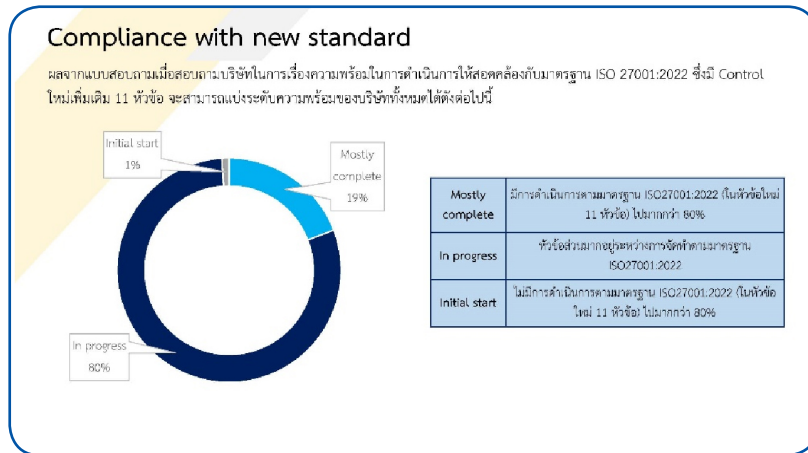 Compliance with new standard
ผลจากแบบสอบถามเมื่อสอบถามบริษัทในการเรื่องความพร้อมในการดำเนินการให้สอดคล้องกับมาตรฐาน ISO 27001:2022 ซึ่งมี Control
ใหม่เพิ่มเติม 11 หัวข้อ จะสามารถแบ่งระดับความพร้อมของบริษัททั้งหมดได้ดังต่อไปนี้
Initial start
1%
Mostly
complete
19%
In progress
80%
Mostly
complete
มีการดำเนินการตามมาตรฐาน ISO27001:2022 (ในหัวข้อใหม่
11 หัวข้อ) ไปมากกว่า 80%
In progress
หัวข้อส่วนมากอยู่ระหว่างการจัดทำตามมาตรฐาน
ISO27001:2022
Initial start
ไม่มีการดำเนินการตามมาตรฐาน ISO27001:2022 (ในหัวข้อ
ใหม่ 11 หัวข้อ) ไปมากกว่า 80%